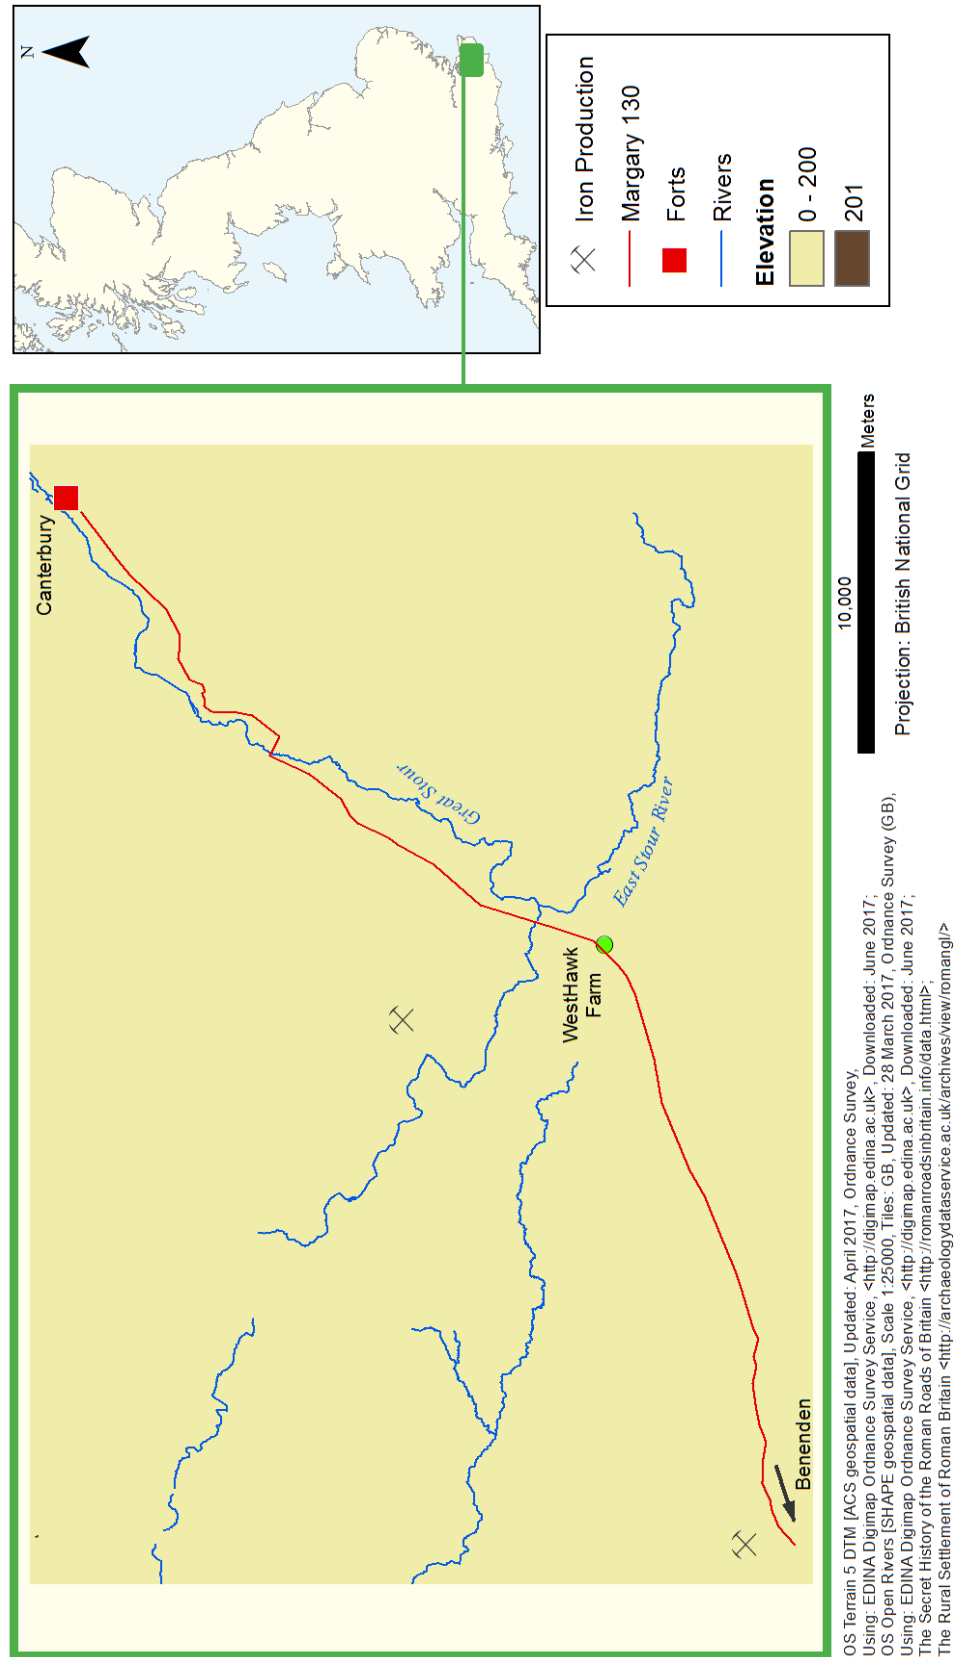 Canterbury
Great Stour
East Stour River
WestHawk
Farm
Benenden
N
Iron Production
Margary 130
Forts
Rivers
Elevation
0 - 200
201
10,000
Meters
Projection: British National Grid
OS Terrain 5 DTM [ACS geospatial data], Updated: April 2017, Ordnance Survey,
Using: EDINA Digimap Ordnance Survey Service, <http://digimap.edina.ac.uk>, Downloaded: June 2017;
OS Open Rivers [SHAPE geospatial data], Scale 1:25000, Tiles: GB, Updated: 28 March 2017, Ordnance Survey (GB),
Using: EDINA Digimap Ordnance Survey Service, <http://digimap.edina.ac.uk>, Downloaded: June 2017;
The Secret History of the Roman Roads of Britain <http://romanroadsinbritain.info/data.html>;
The Rural Settlement of Roman Britain <http://archaeologydataservice.ac.uk/archives/view/romangl/>